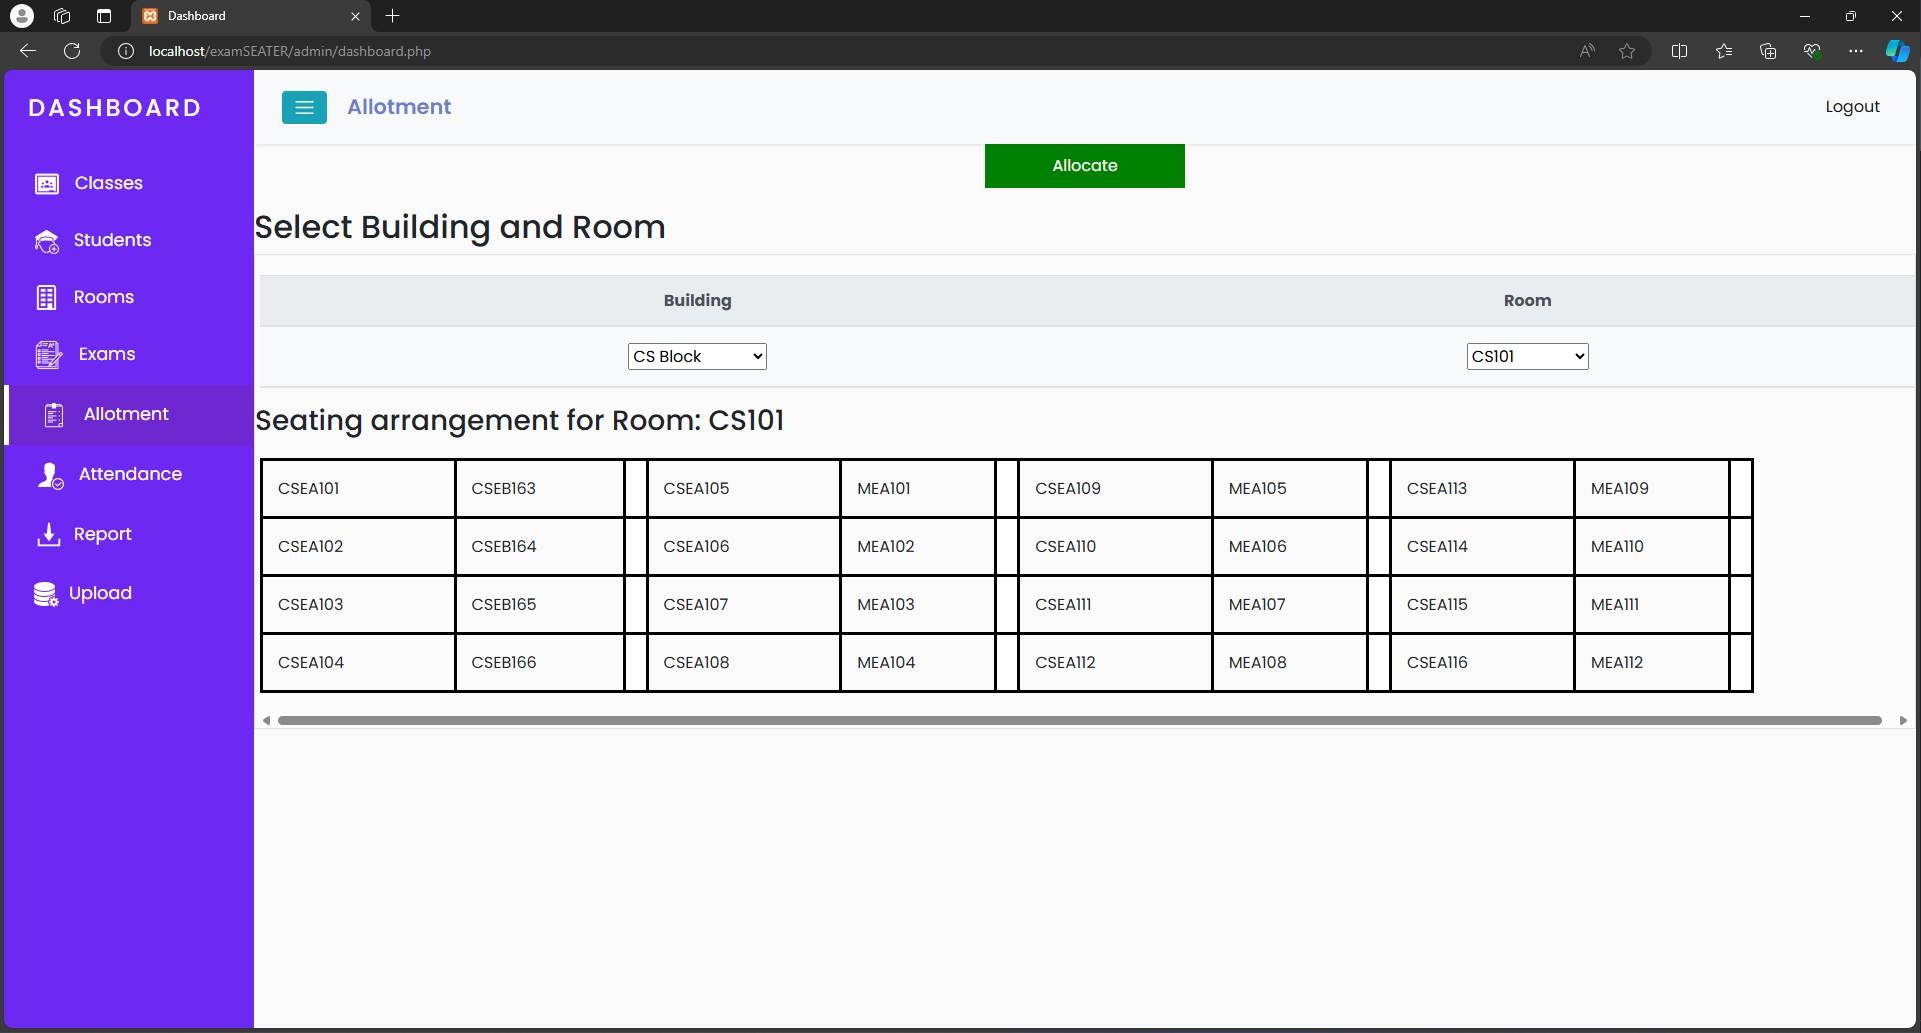 Dashboard
localhost/examSEATER/admin/dashboard.php
DASHBOARD
Classes
Students
Rooms
Exams
Allotment
Attendance
Report
Upload
Allotment
Logout
Allocate
Select Building and Room
Building Room
CS Block CS101
Seating arrangement for Room: CS101
CSEA101 CSEB163 CSEA105 MEA101 CSEA109 MEA105 CSEA113 MEA109
CSEA102 CSEB164 CSEA106 MEA102 CSEA110 MEA106 CSEA114 MEA110
CSEA103 CSEB165 CSEA107 MEA103 CSEA111 MEA107 CSEA115 MEA111
CSEA104 CSEB166 CSEA108 MEA104 CSEA112 MEA108 CSEA116 MEA112